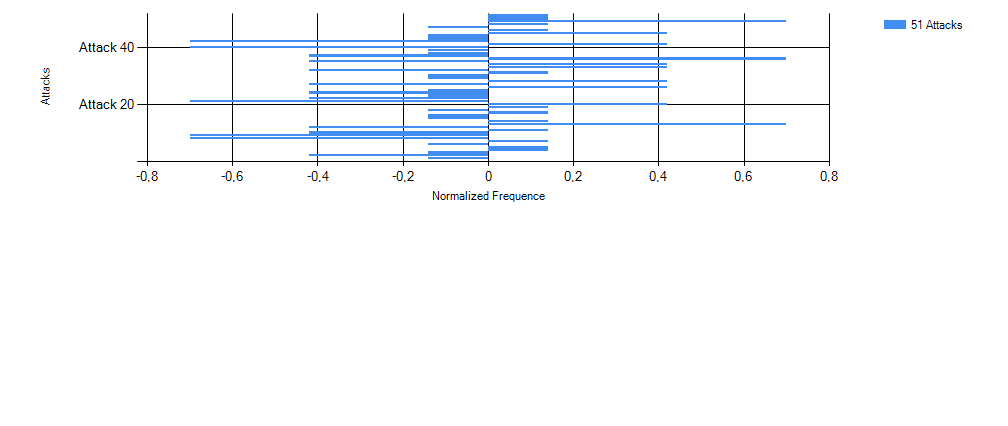 51 Attacks
Attack 40
Attacks
Attack 20
-0,8 -0,6 -0,4 -0,2 0 0,2 0,4 0,6 0,8
Normalized Frequence